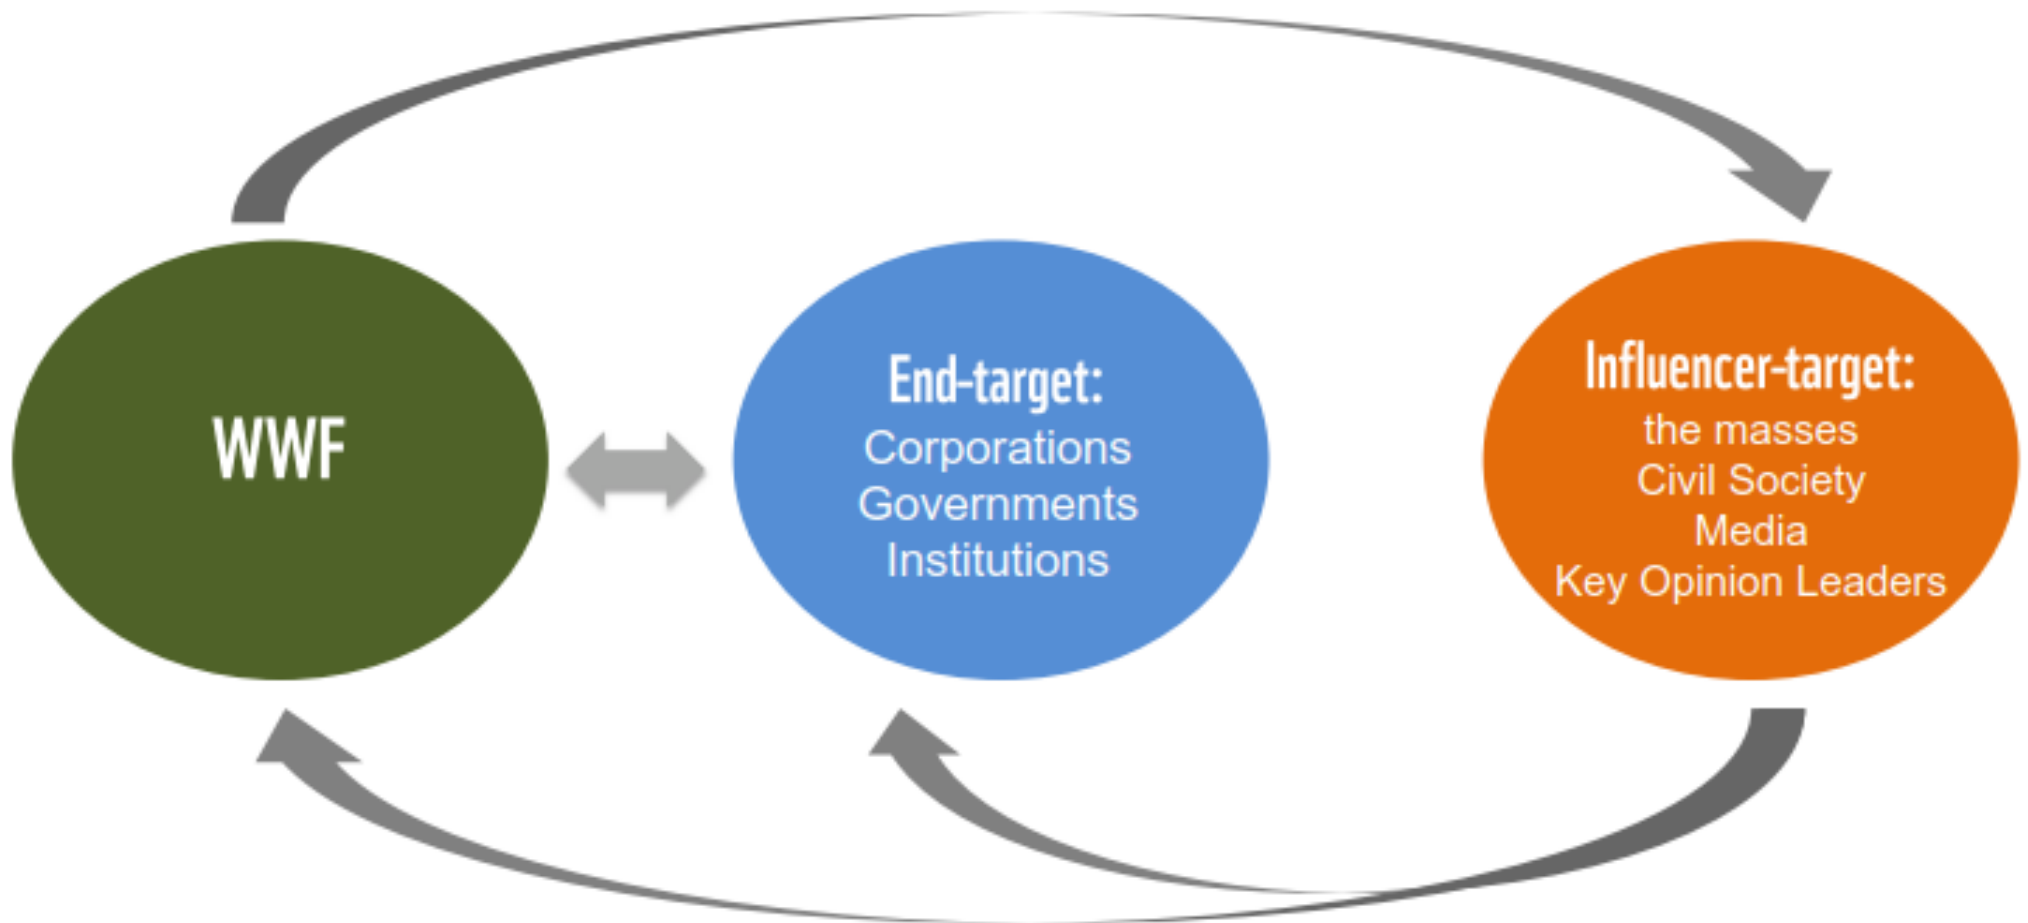 WWF
End-target:
Corporations
Governments
Institutions
Influencer-target:
the masses
Civil Society
Media
Key Opinion Leaders